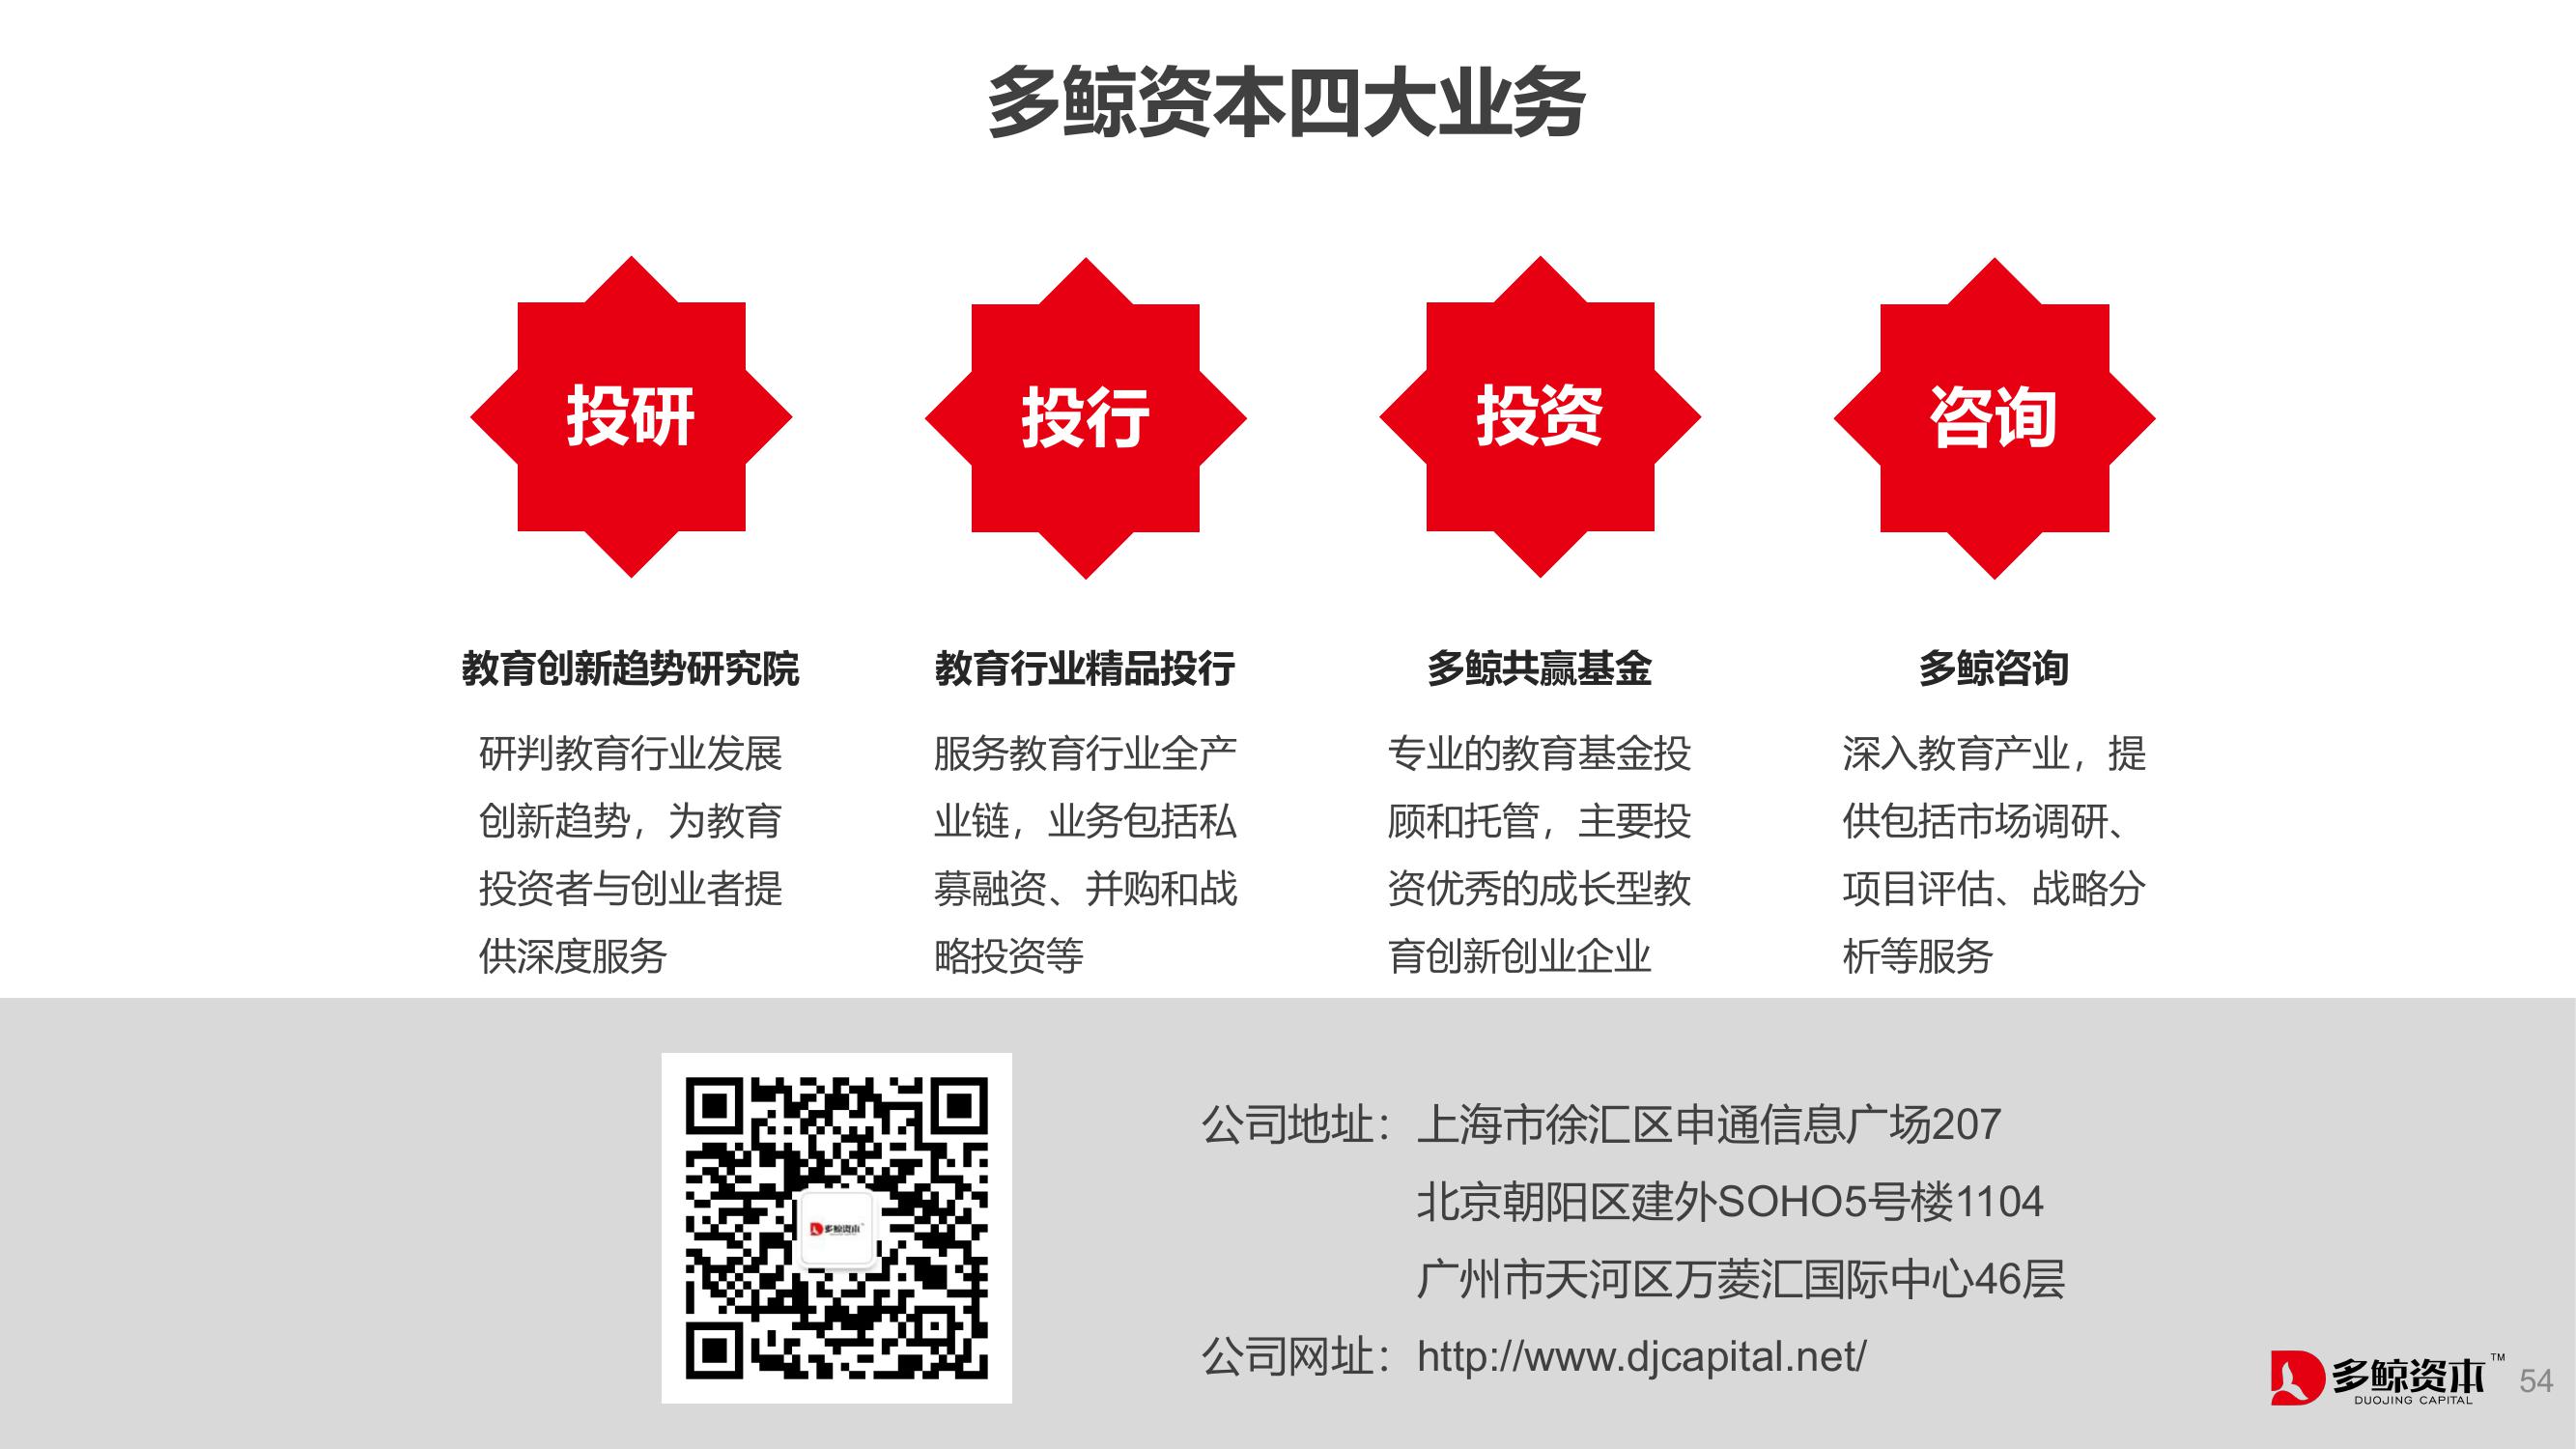 多鲸资本四大业务
投研
投行
投资
咨询
教育创新趋势研究院
研判教育行业发展
创新趋势，为教育
投资者与创业者提
供深度服务
教育行业精品投行
服务教育行业全产
业链，业务包括私
募融资、并购和战
略投资等
多鲸共赢基金
专业的教育基金投
顾和托管，主要投
资优秀的成长型教
育创新创业企业
多鲸咨询
深入教育产业，提
供包括市场调研、
项目评估、战略分
析等服务
多鲸资本
公司地址：上海市徐汇区申通信息广场207
北京朝阳区建外SOHO5号楼1104
广州市天河区万菱汇国际中心46层
公司网址：http://www.djcapital.net/
多鲸资本™
DUOJING CAPITAL
54